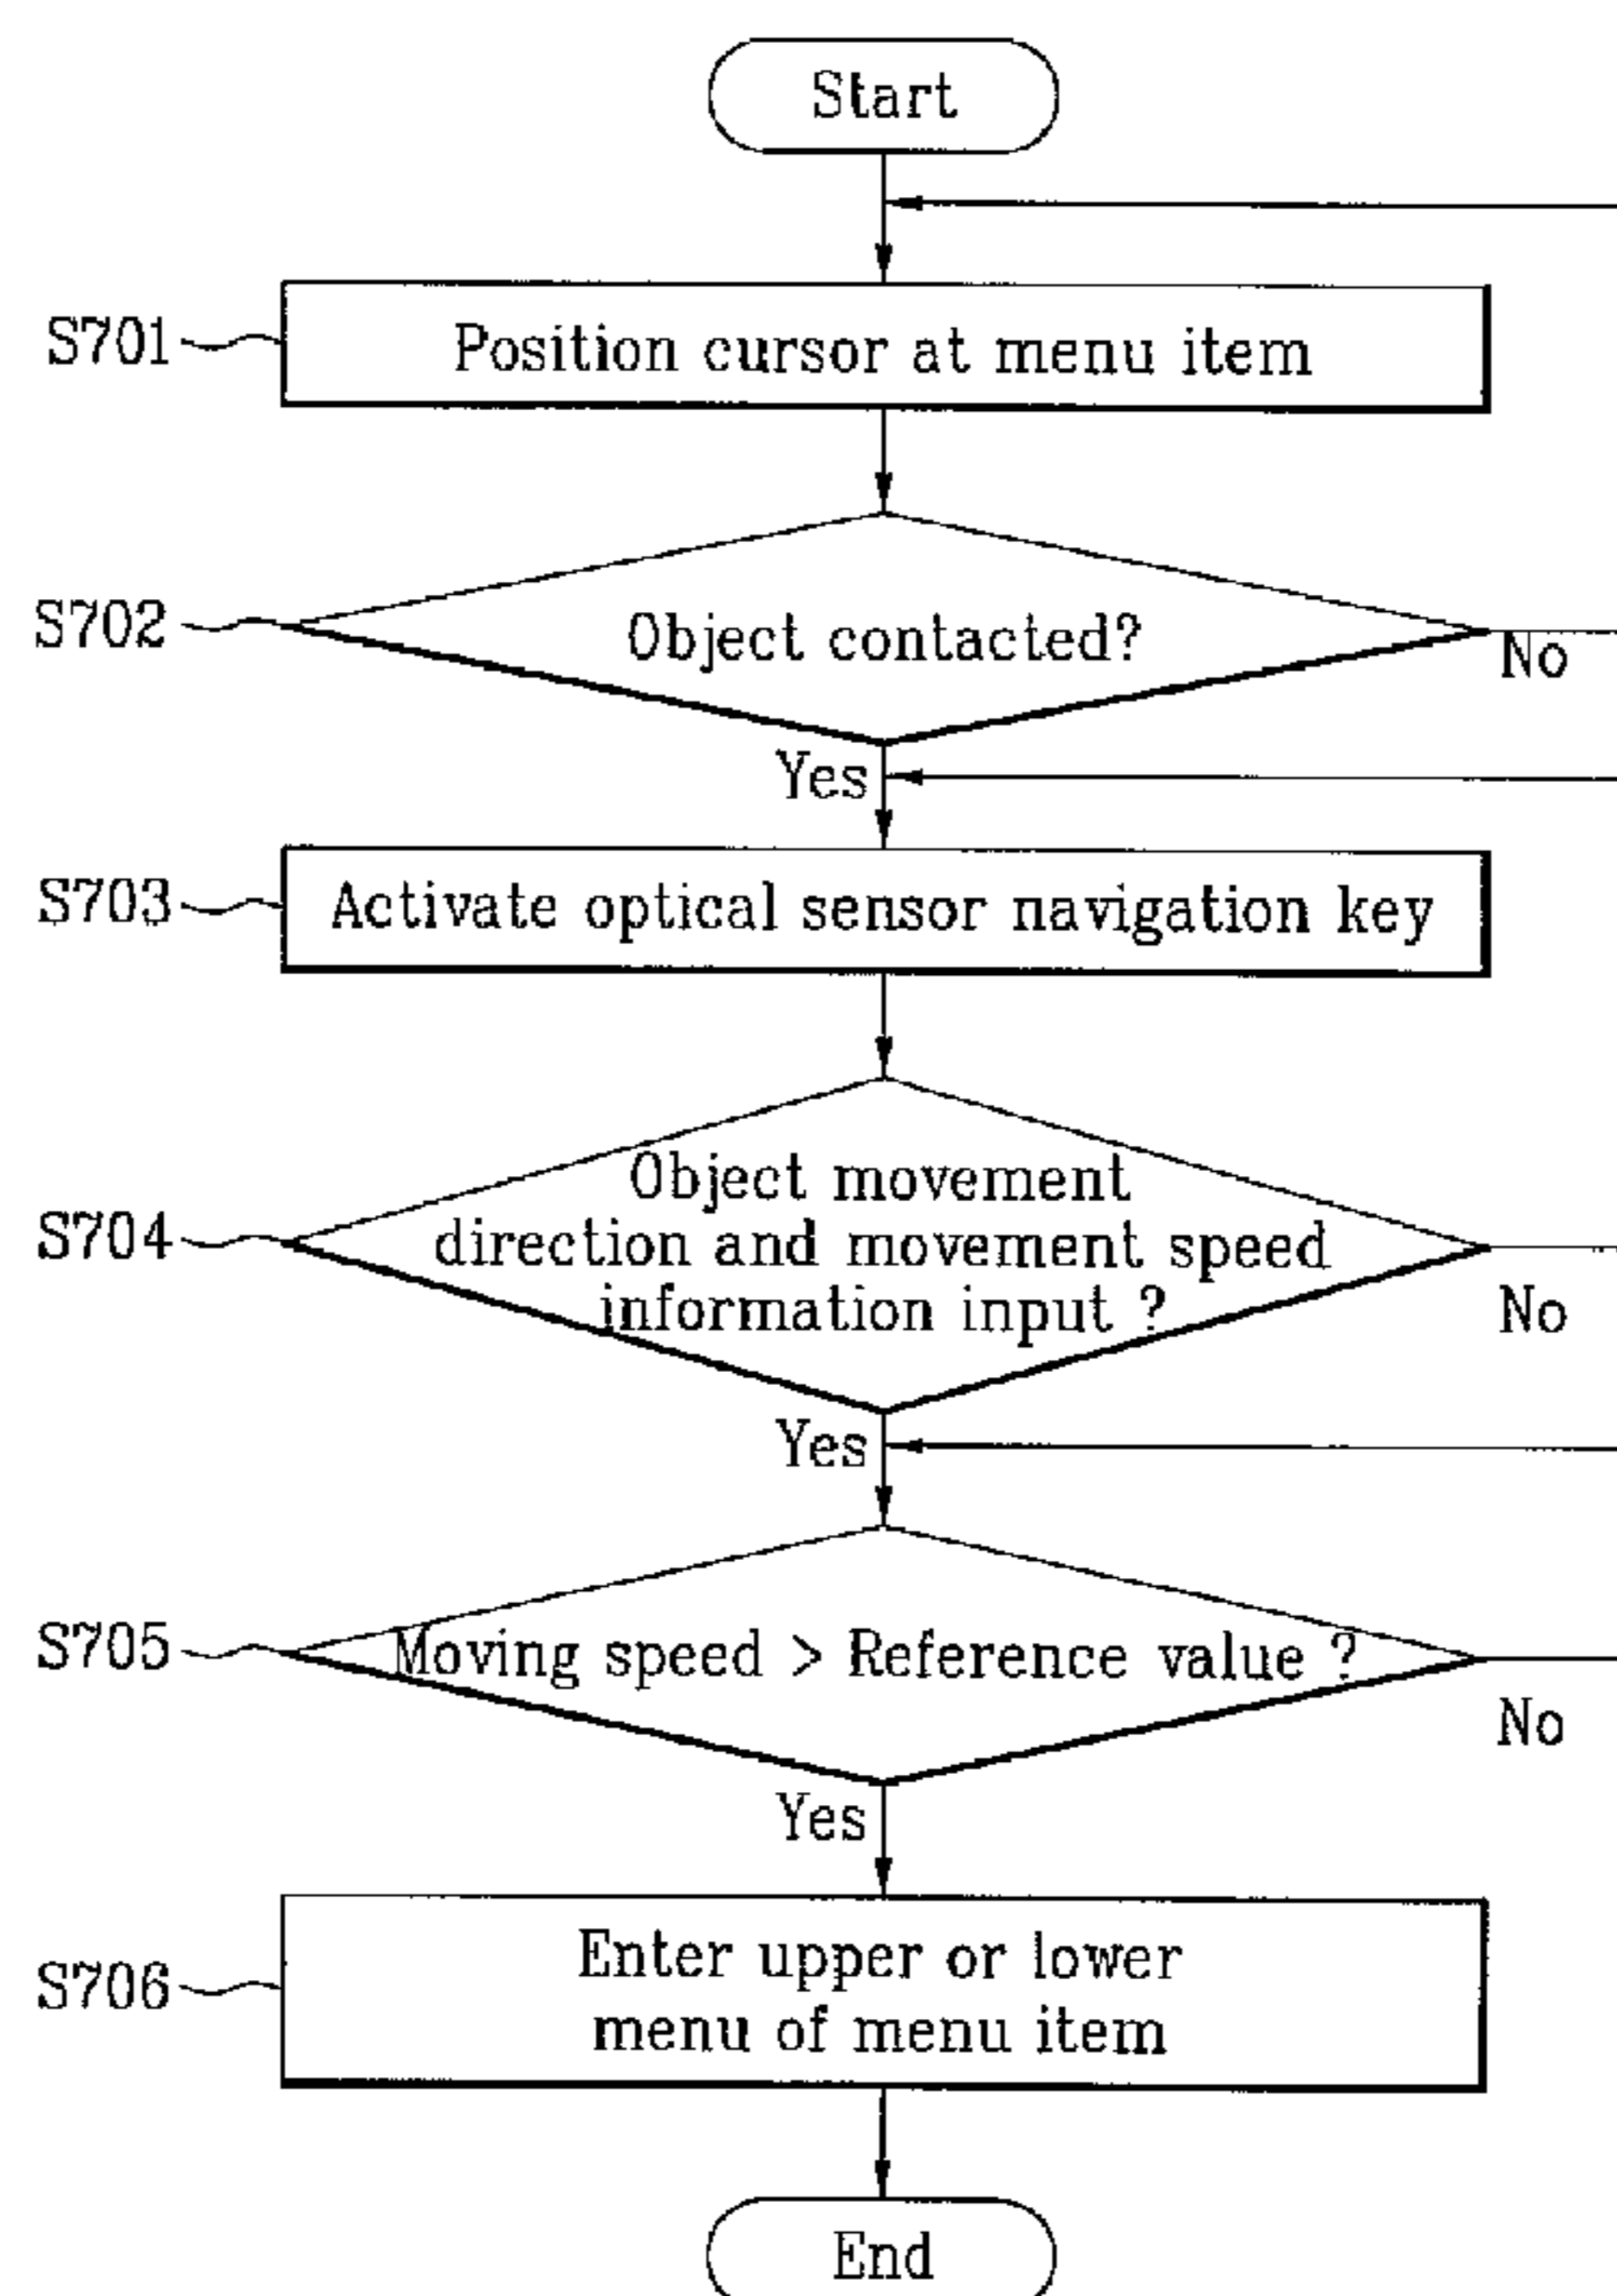 Start
S701
Position cursor at menu item
S702
Object contacted?
No
Yes
S703
Activate optical sensor navigation key
S704
Object movement
direction and movement speed
information input ?
No
Yes
S705
Moving speed > Reference value ?
No
Yes
S706
Enter upper or lower
menu of menu item
End